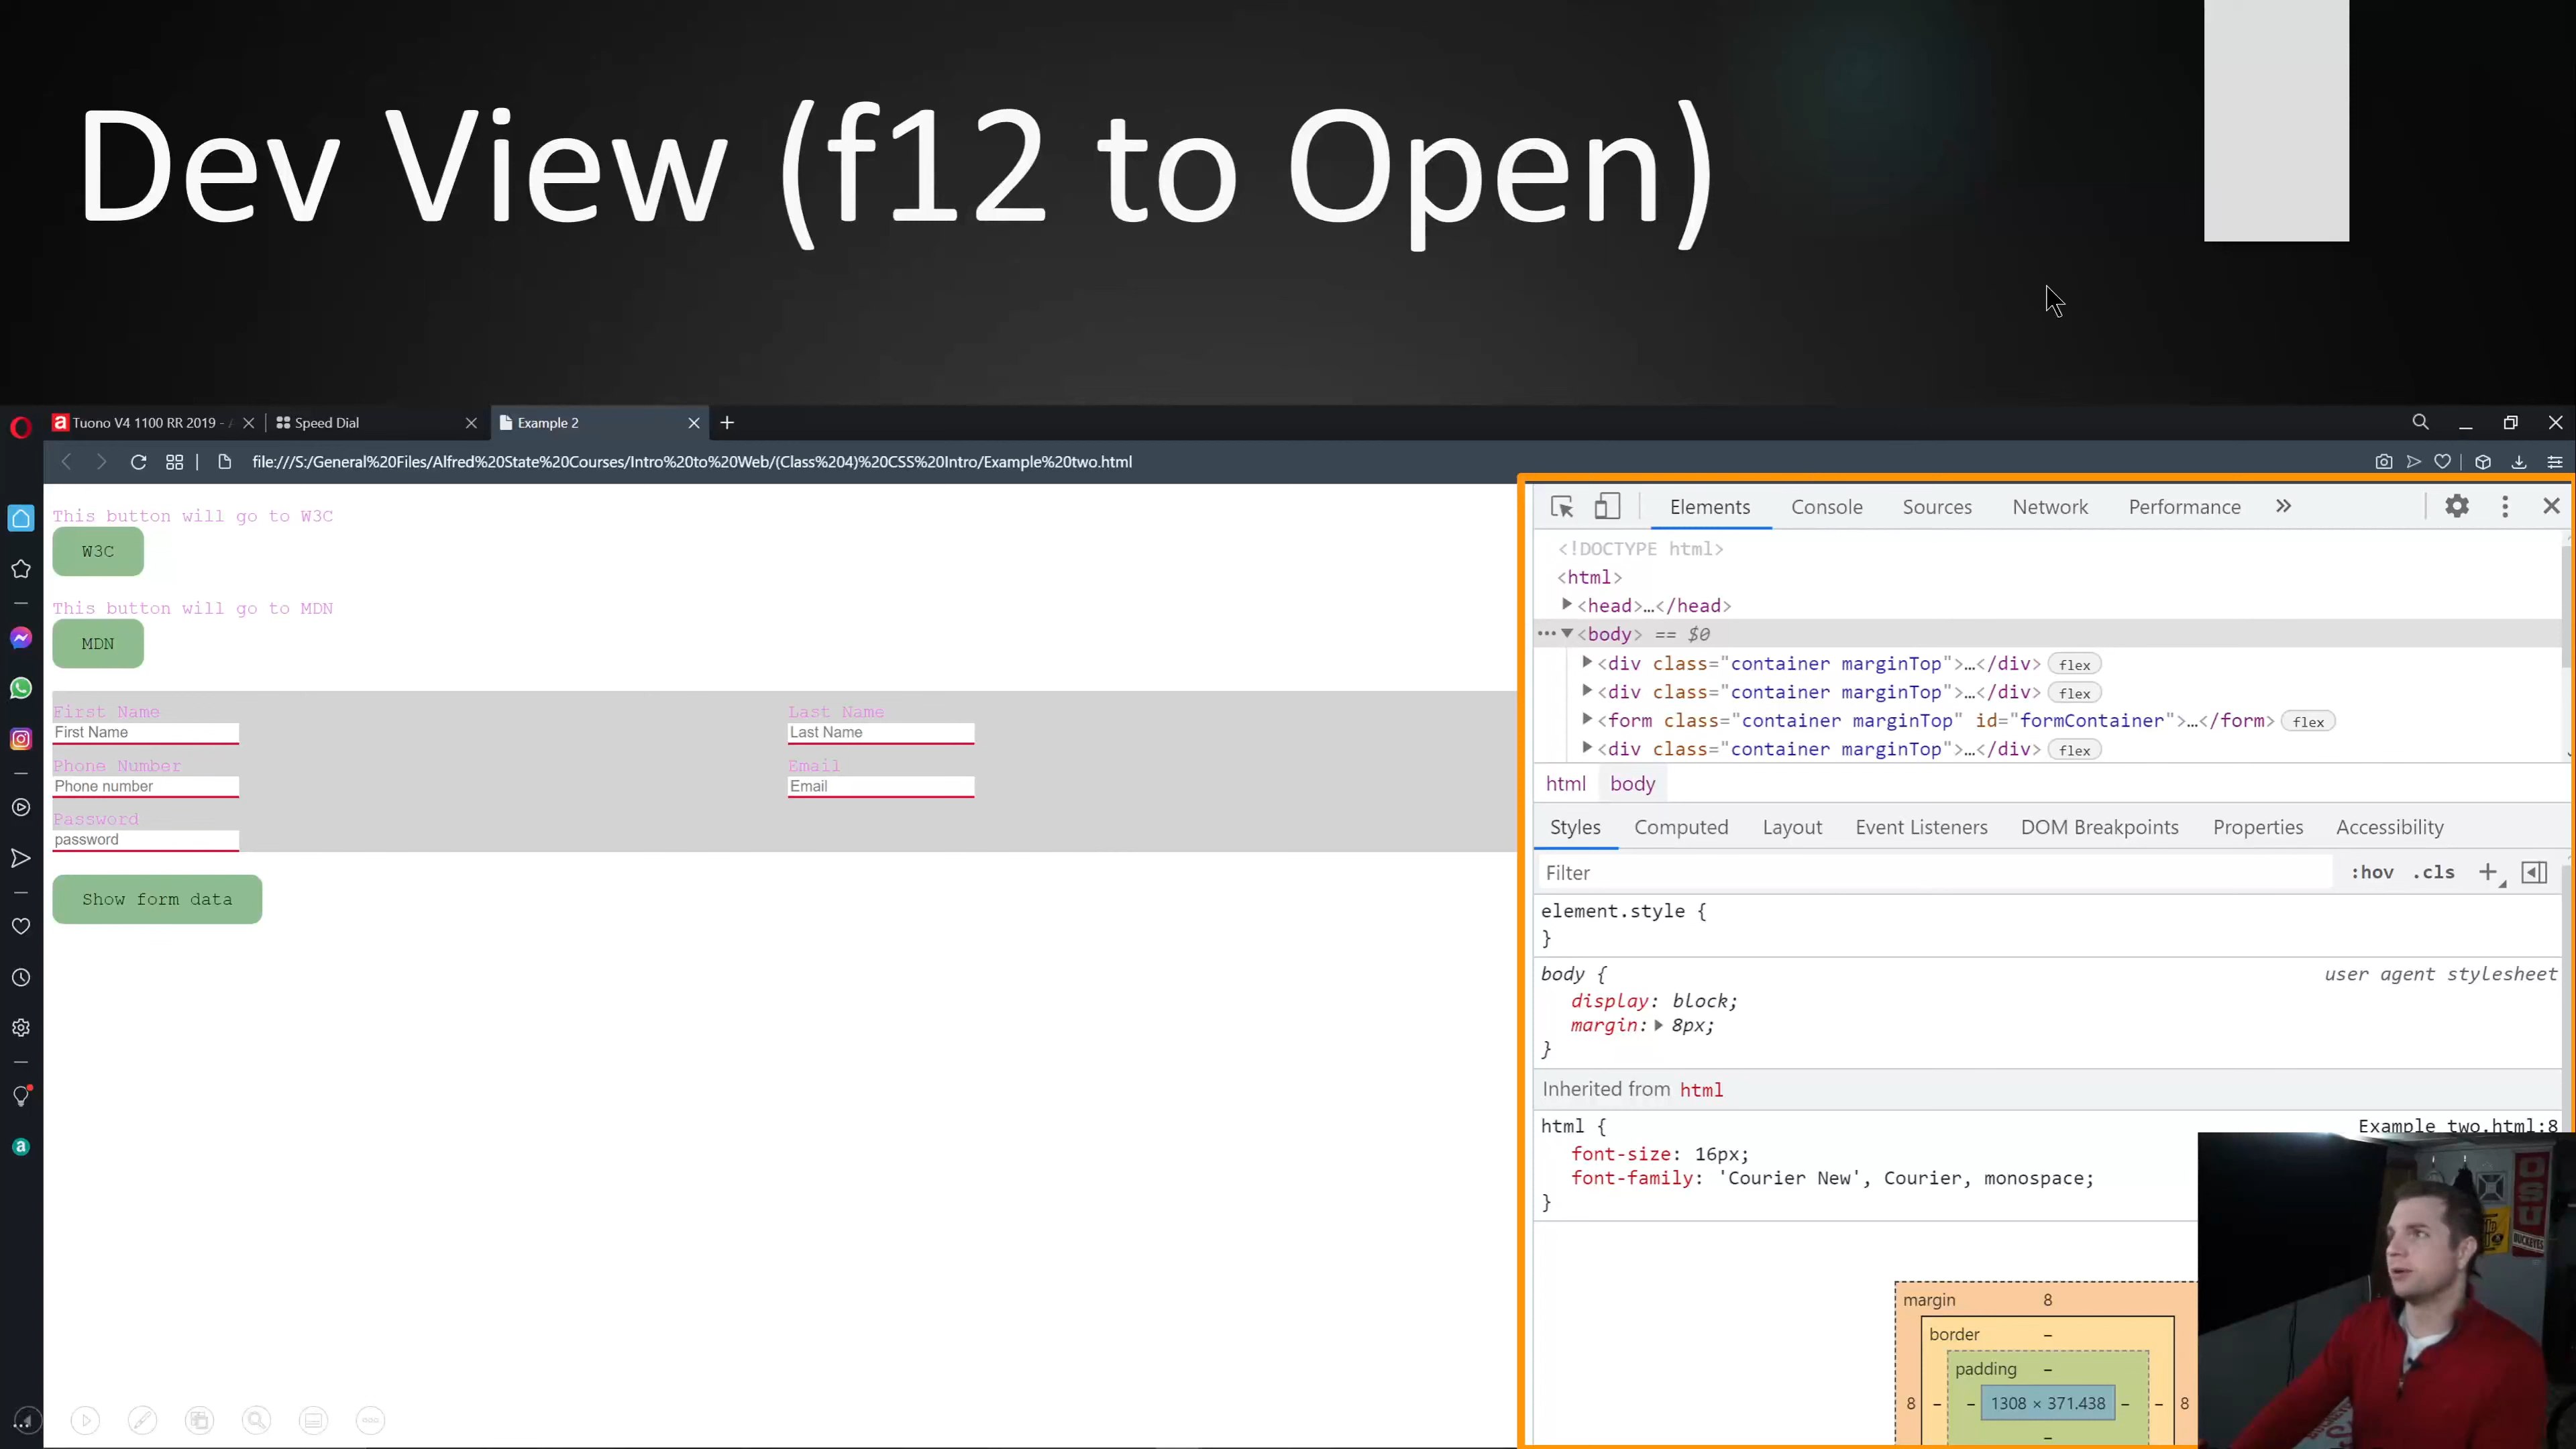 Dev View (f12 to Open)
Tuono V4 1100 RR 2019 -
Speed Dial
Example 2
file:///S:/General%20Files/Alfred%20State%20Courses/Intro%20to%20Web/(Class%204)%20CSS%20Intro/Example%20two.html
This button will go to W3C
W3C
This button will go to MDN
MDN
First Name
Last Name
First Name
Last Name
Phone Number
Email
Phone number
Email
Password
password
Show form data
Elements Console Sources Network Performance »
<!DOCTYPE html>
<html>
<head>…</head>
<body> == $0
<div class="container marginTop">…</div> flex
<div class="container marginTop">…</div> flex
<form class="container marginTop" id="formContainer">…</form> flex
<div class="container marginTop">…</div> flex
html body
Styles Computed Layout Event Listeners DOM Breakpoints Properties Accessibility
Filter :hov .cls +
element.style {
}
body { user agent stylesheet
display: block;
margin: 8px;
}
Inherited from html
html { Example two.html:8
font-size: 16px;
font-family: 'Courier New', Courier, monospace;
}
margin 8
border –
padding –
8 – – 1308 × 371.438 – – 8
–
OSU
BUCKEYES